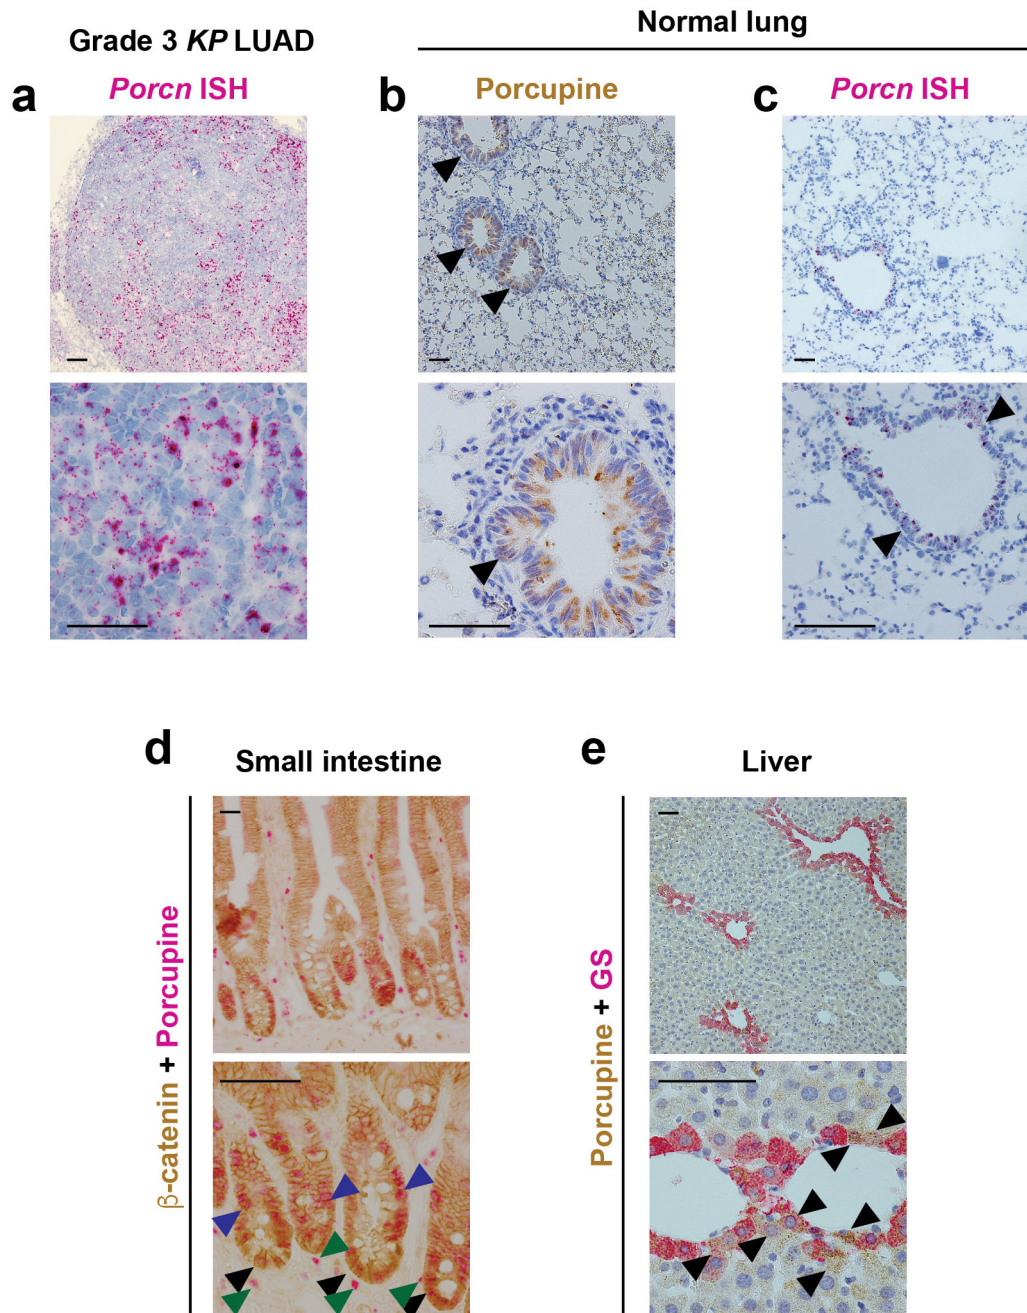 Grade 3 KP LUAD
Normal lung
a
Porcn ISH
b
Porcupine
c
Porcn ISH
d
Small intestine
β-catenin + Porcupine
e
Liver
Porcupine + GS